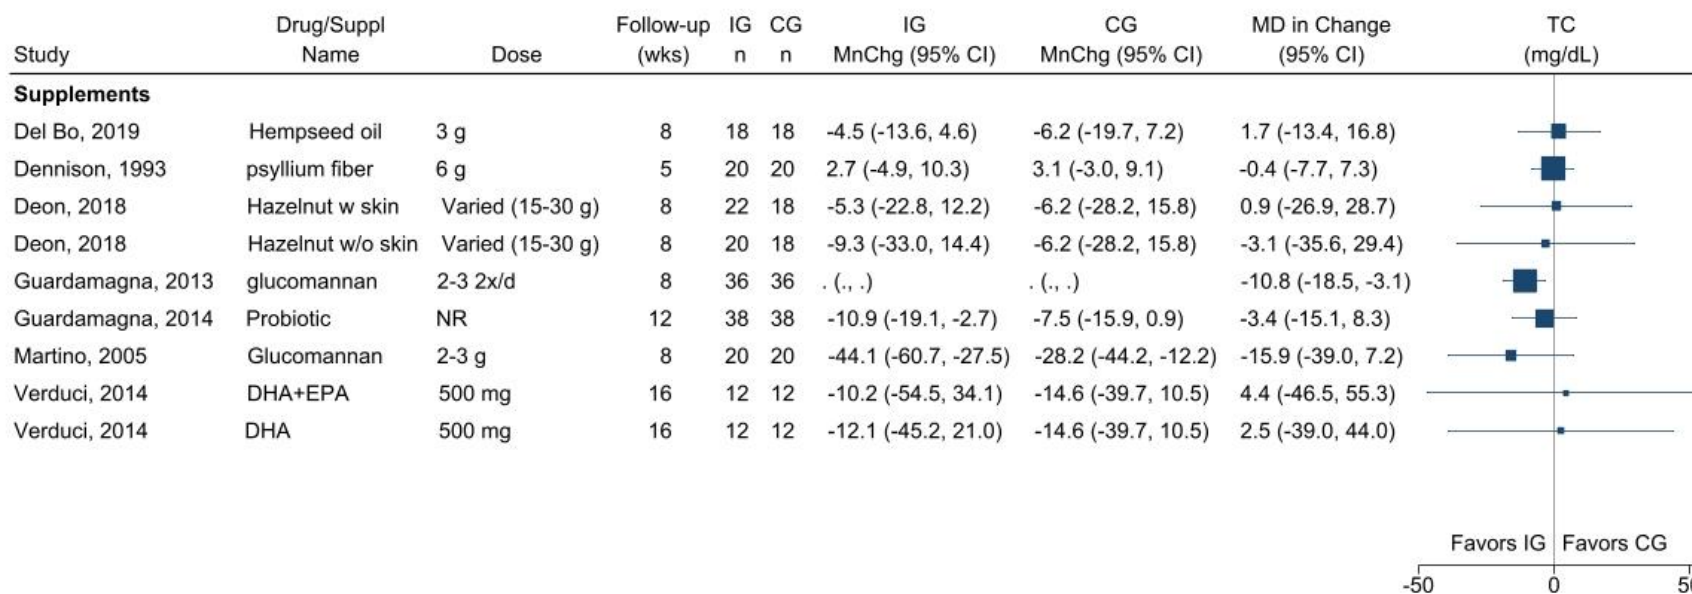 Drug/Suppl Follow-up IG CG IG CG MD in Change TC
Study Name Dose (wks) n n MnChg (95% CI) MnChg (95% CI) (95% CI) (mg/dL)
Supplements
Del Bo, 2019 Hempseed oil 3 g 8 18 18 -4.5 (-13.6, 4.6) -6.2 (-19.7, 7.2) 1.7 (-13.4, 16.8)
Dennison, 1993 psyllium fiber 6 g 5 20 20 2.7 (-4.9, 10.3) 3.1 (-3.0, 9.1) -0.4 (-7.7, 7.3)
Deon, 2018 Hazelnut w skin Varied (15-30 g) 8 22 18 -5.3 (-22.8, 12.2) -6.2 (-28.2, 15.8) 0.9 (-26.9, 28.7)
Deon, 2018 Hazelnut w/o skin Varied (15-30 g) 8 20 18 -9.3 (-33.0, 14.4) -6.2 (-28.2, 15.8) -3.1 (-35.6, 29.4)
Guardamagna, 2013 glucomannan 2-3 2x/d 8 36 36 . (., .) . (., .) -10.8 (-18.5, -3.1)
Guardamagna, 2014 Probiotic NR 12 38 38 -10.9 (-19.1, -2.7) -7.5 (-15.9, 0.9) -3.4 (-15.1, 8.3)
Martino, 2005 Glucomannan 2-3 g 8 20 20 -44.1 (-60.7, -27.5) -28.2 (-44.2, -12.2) -15.9 (-39.0, 7.2)
Verduci, 2014 DHA+EPA 500 mg 16 12 12 -10.2 (-54.5, 34.1) -14.6 (-39.7, 10.5) 4.4 (-46.5, 55.3)
Verduci, 2014 DHA 500 mg 16 12 12 -12.1 (-45.2, 21.0) -14.6 (-39.7, 10.5) 2.5 (-39.0, 44.0)
Favors IG Favors CG
-50 0